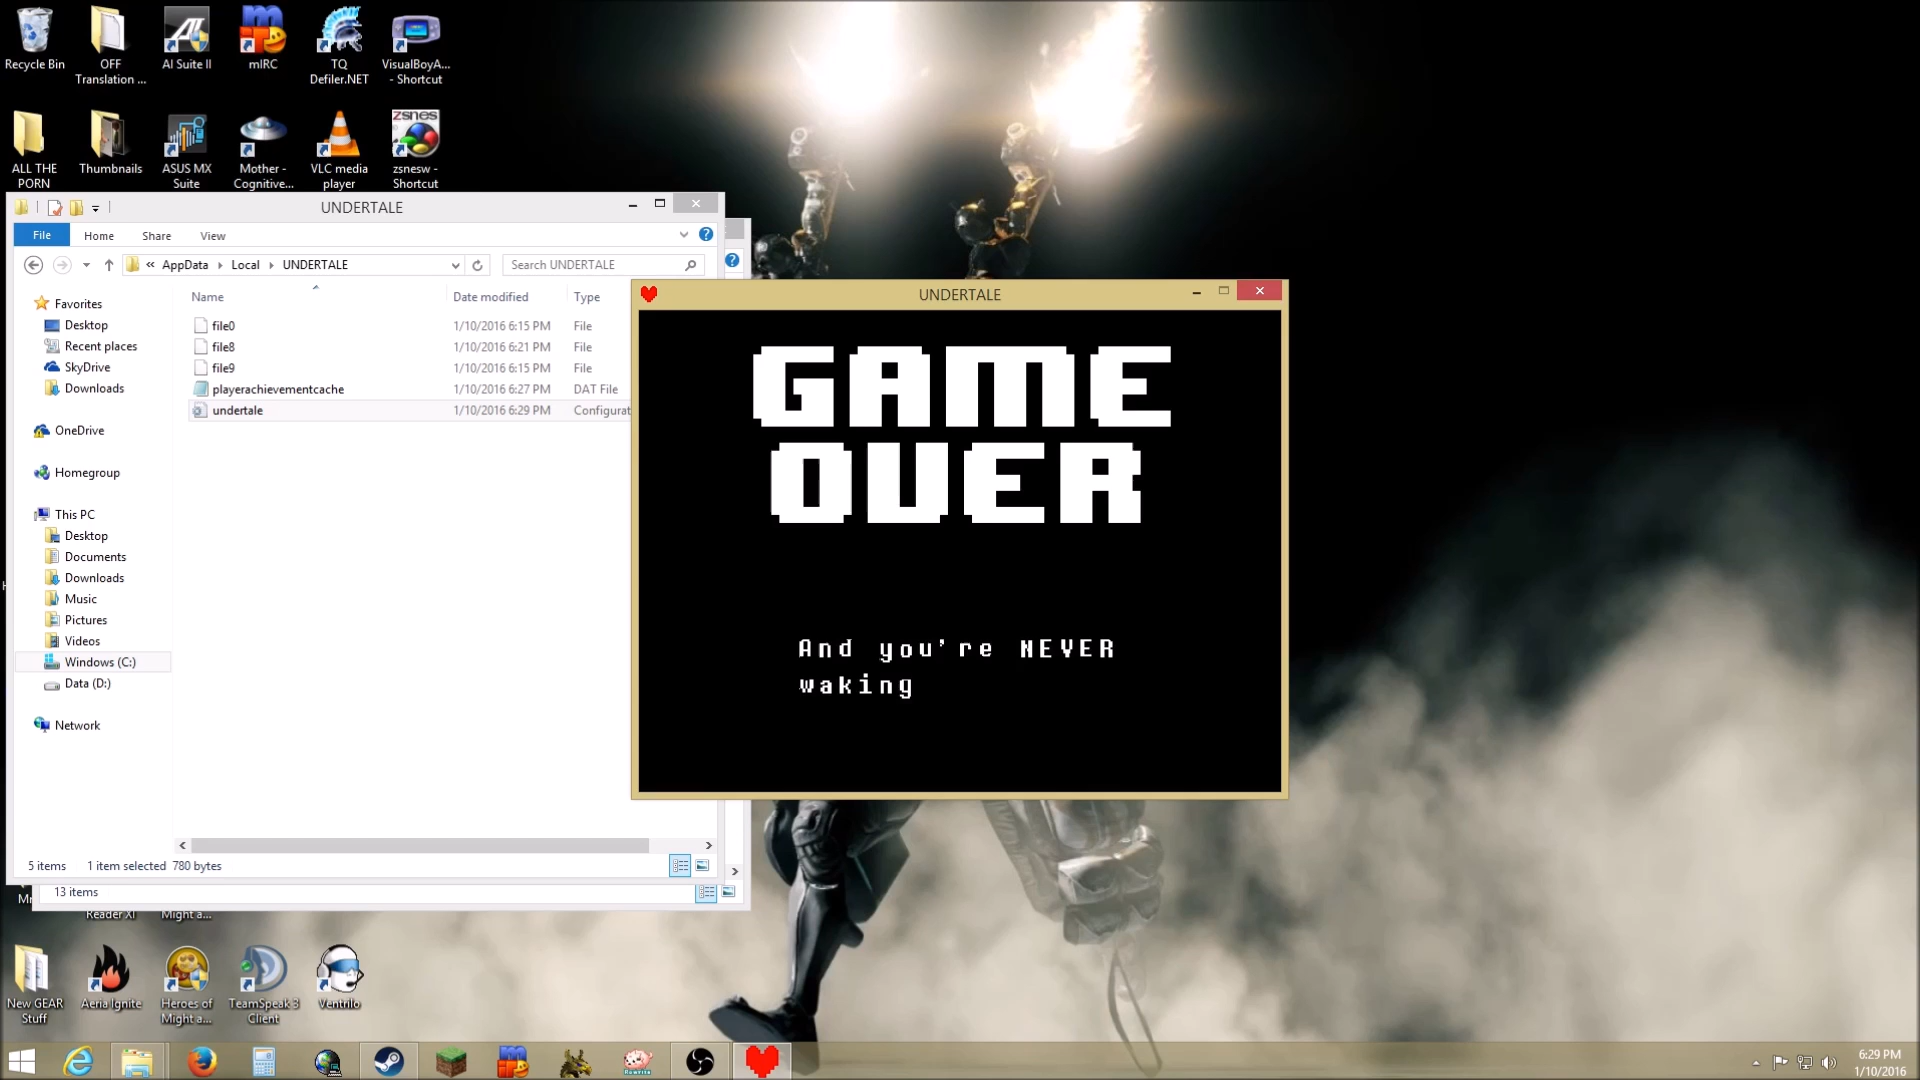 Recycle Bin
OFF
Translation ...
AI Suite II
mIRC
TQ
Defiler.NET
VisualBoyA...
- Shortcut
zsnes
ALL THE
PORN
Thumbnails
ASUS MX
Suite
Mother -
Cognitive...
VLC media
player
zsnesw -
Shortcut
UNDERTALE
File
Home
Share
View
« AppData
Local
UNDERTALE
Search UNDERTALE
Name
Date modified
Type
Favorites
Desktop
Recent places
SkyDrive
Downloads
OneDrive
Homegroup
This PC
Desktop
Documents
Downloads
Music
Pictures
Videos
Windows (C:)
Data (D:)
Network
file0 1/10/2016 6:15 PM File
file8 1/10/2016 6:21 PM File
file9 1/10/2016 6:15 PM File
playerachievementcache 1/10/2016 6:27 PM DAT File
undertale 1/10/2016 6:29 PM Configurat
5 items 1 item selected 780 bytes
13 items
UNDERTALE
GAME
OVER
And you're NEVER
waking
Reader XI
Might a...
New GEAR
Stuff
Aeria Ignite
Heroes of
Might a...
TeamSpeak 3
Client
Ventrilo
6:29 PM
1/10/2016